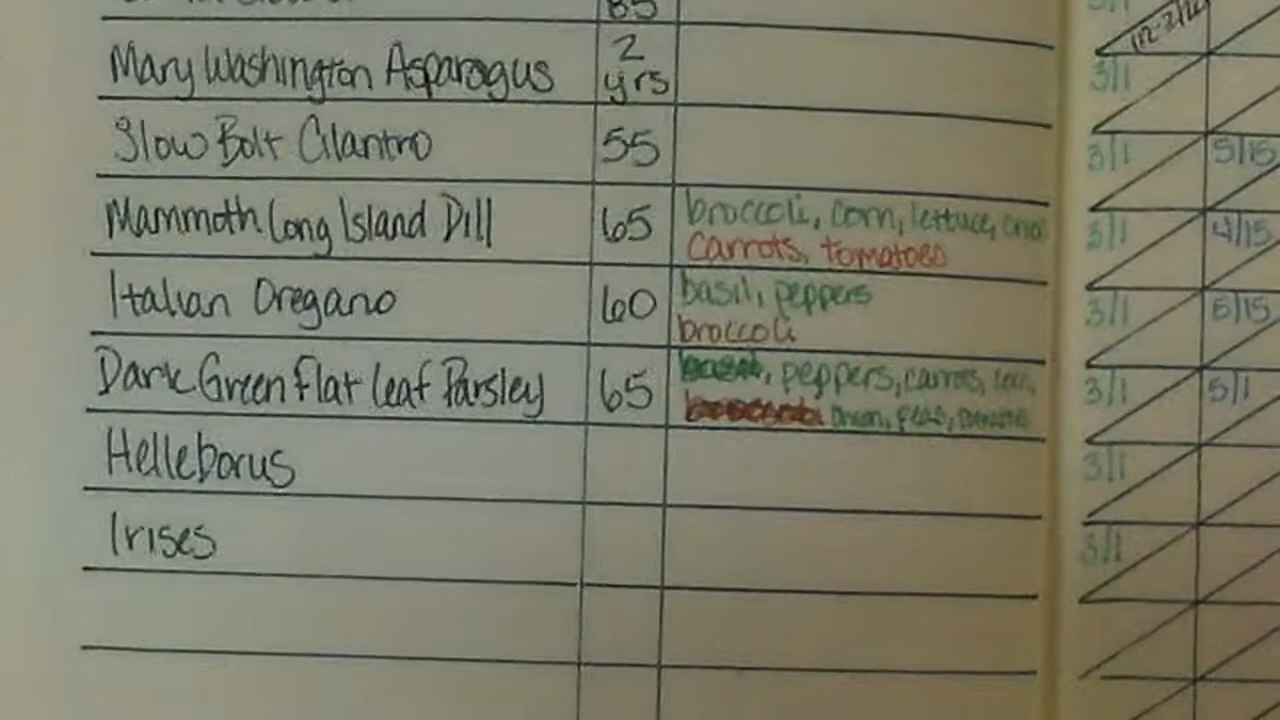 85
3/1
Mary Washington Asparagus 2 yrs 3/1
Slow Bolt Cilantro 55 3/1 5/15
Mammoth Long Island Dill 65 broccoli, corn, lettuce, 3/1 4/15
carrots, tomatoes
Italian Oregano 60 basil, peppers 3/1 5/15
broccoli
Dark Green Flat Leaf Parsley 65 peppers, carrots, 3/1 5/1
onion, peas,
Helleborus 3/1
Irises 3/1